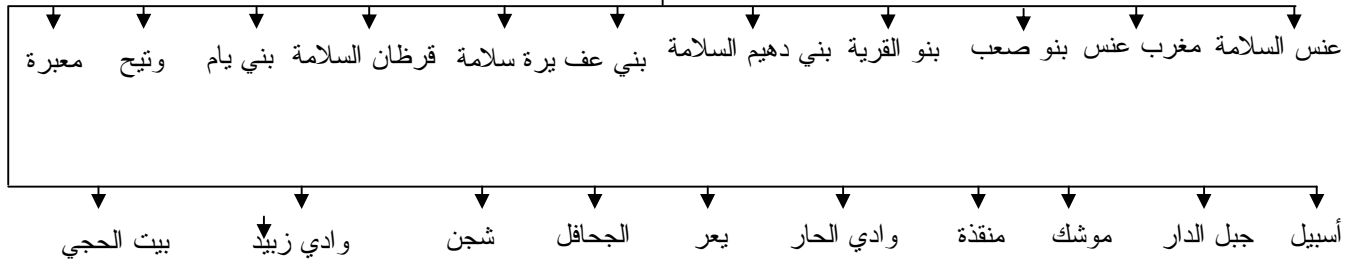 عنس السلامة مغرب عنس بنو صعب بنو القرية بني دهيم السلامة بني عف يرة سلامة قرظان السلامة بني يام وتيح معبرة
أسبيل جبل الدار موشك منقذة وادي الحار يعر الجحافل شجن وادي زبيد بيت الحجي